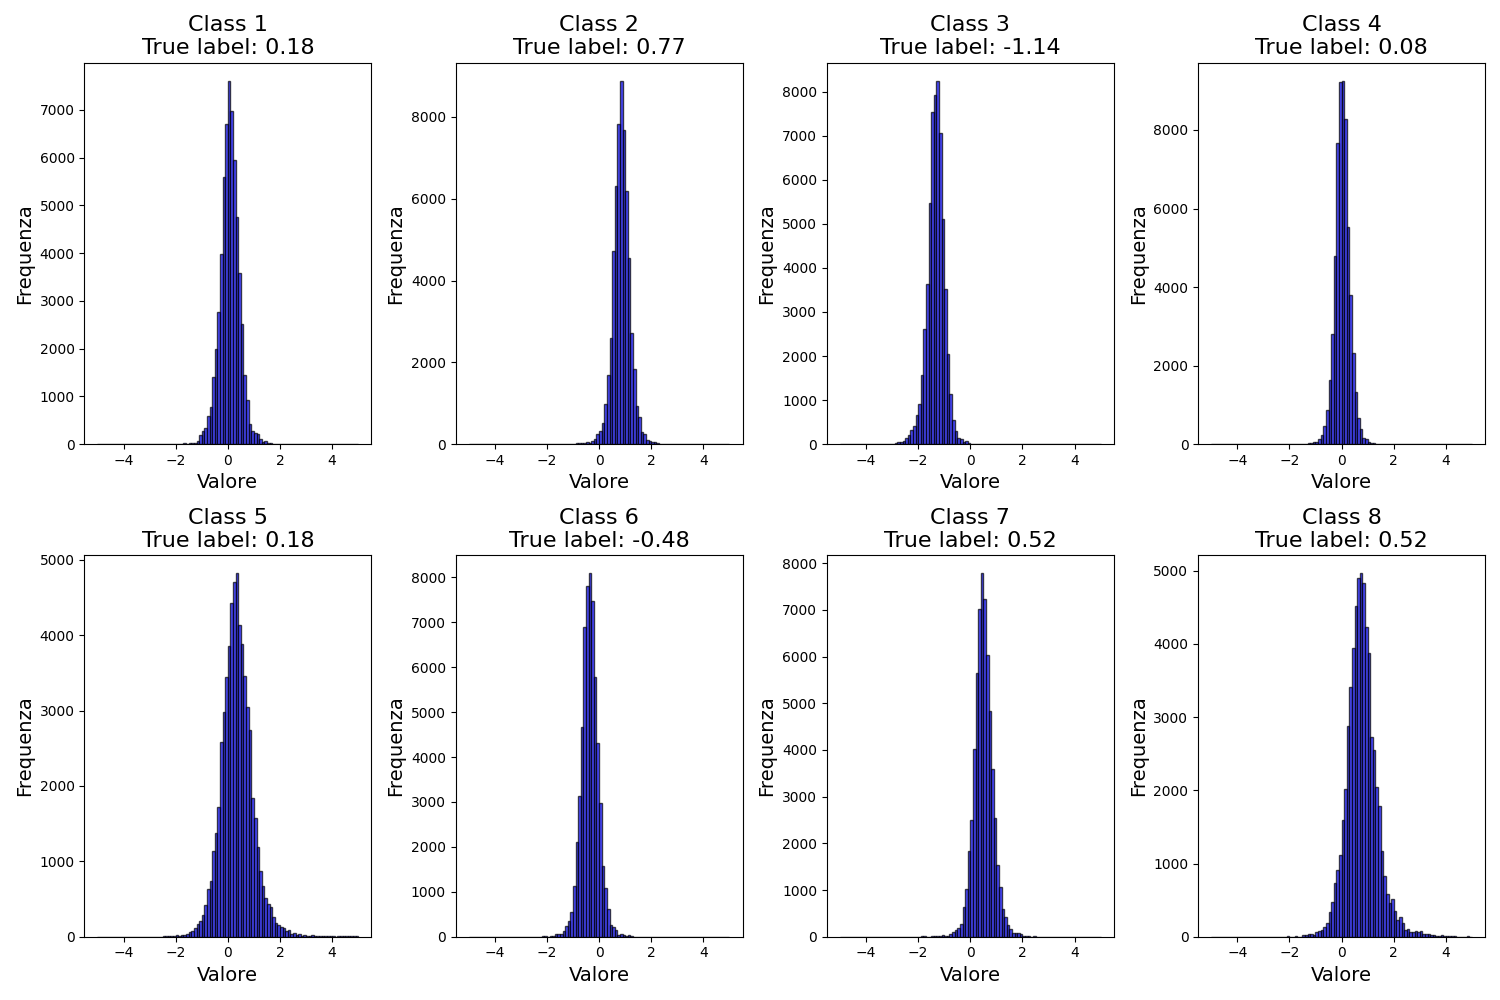 Class 1
True label: 0.18
Class 2
True label: 0.77
Class 3
True label: -1.14
Class 4
True label: 0.08
Frequenza
7000
6000
5000
4000
3000
2000
1000
0
−4 −2 0 2 4
Valore
Frequenza
8000
6000
4000
2000
0
−4 −2 0 2 4
Valore
Frequenza
8000
7000
6000
5000
4000
3000
2000
1000
0
−4 −2 0 2 4
Valore
Frequenza
8000
6000
4000
2000
0
−4 −2 0 2 4
Valore
Class 5
True label: 0.18
Class 6
True label: -0.48
Class 7
True label: 0.52
Class 8
True label: 0.52
Frequenza
5000
4000
3000
2000
1000
0
−4 −2 0 2 4
Valore
Frequenza
8000
7000
6000
5000
4000
3000
2000
1000
0
−4 −2 0 2 4
Valore
Frequenza
8000
7000
6000
5000
4000
3000
2000
1000
0
−4 −2 0 2 4
Valore
Frequenza
5000
4000
3000
2000
1000
0
−4 −2 0 2 4
Valore